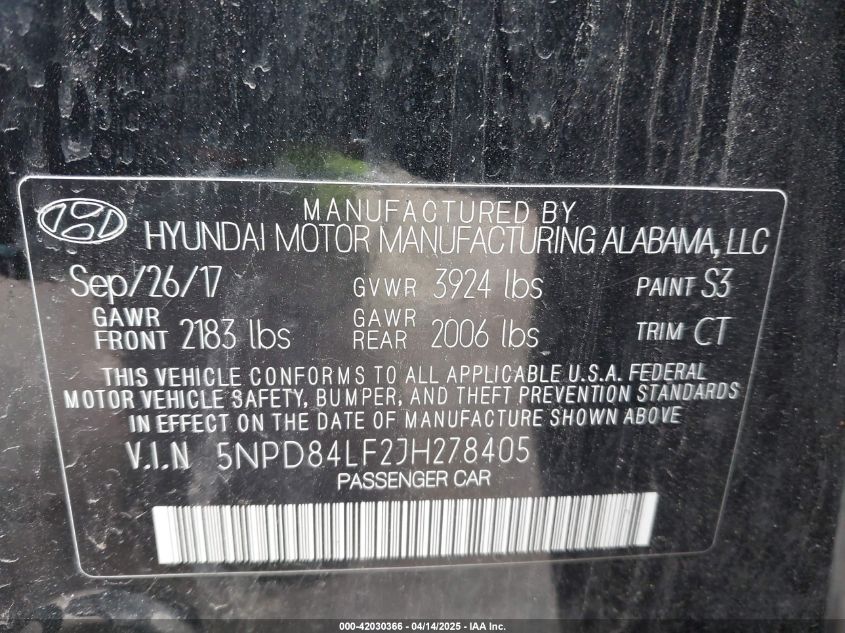 MANUFACTURED BY
HYUNDAI MOTOR MANUFACTURING ALABAMA, LLC
Sep/26/17 GVWR 3924 lbs PAINT S3
GAWR FRONT 2183 lbs GAWR REAR 2006 lbs TRIM CT
THIS VEHICLE CONFORMS TO ALL APPLICABLE U.S.A. FEDERAL
MOTOR VEHICLE SAFETY, BUMPER, AND THEFT PREVENTION STANDARDS
IN EFFECT ON THE DATE OF MANUFACTURE SHOWN ABOVE
V.I.N 5NPD84LF2JH278405
PASSENGER CAR
000-42030366 - 04/14/2025 - IAA Inc.